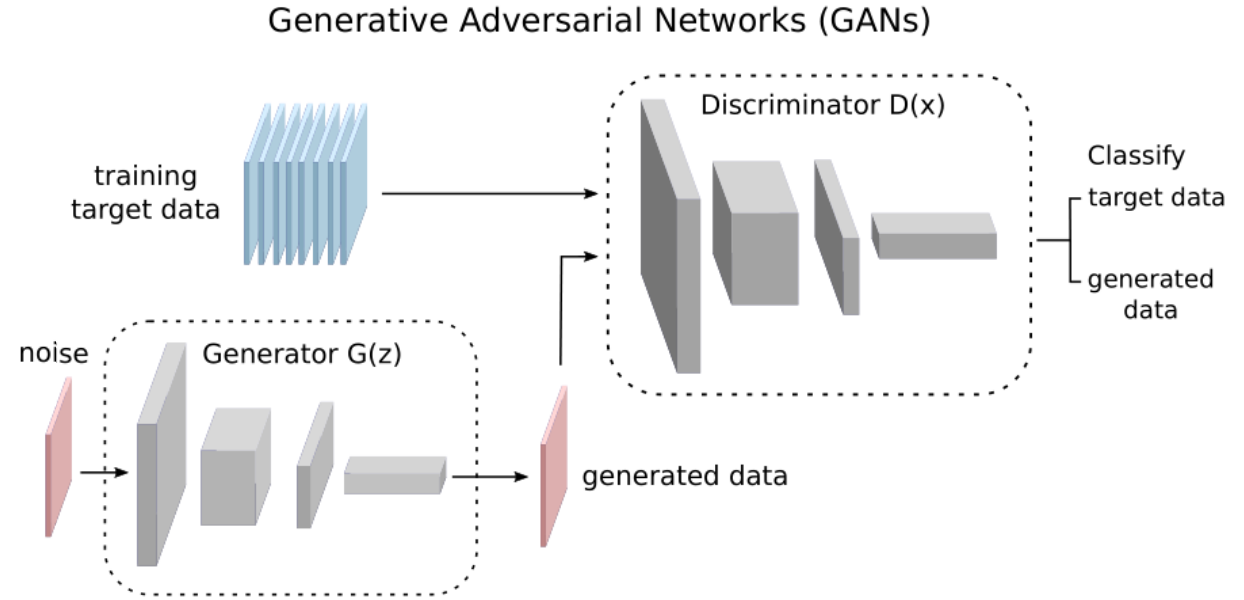 Generative Adversarial Networks (GANs)
Discriminator D(x)
training
target data
Classify
target data
generated
data
noise
Generator G(z)
generated data